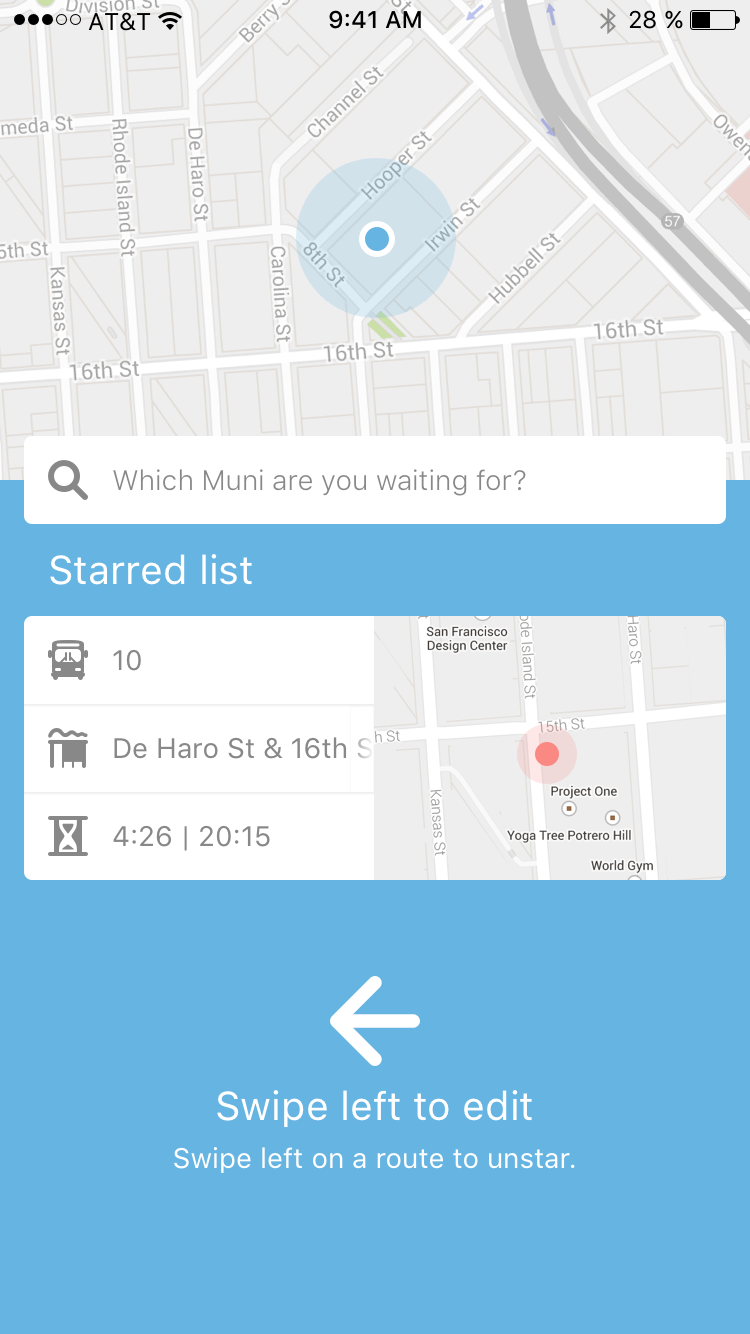 Division St
AT&T
9:41 AM
28 %
Berry S
St
Channel St
meda St
Rhode Island St
De Haro St
Hooper St
Owen
Irwin St
57
5th St
8th St
Hubbell St
Kansas St
Carolina St
16th St
16th St
16th St
Which Muni are you waiting for?
Starred list
10
De Haro St & 16th S
4:26 | 20:15
San Francisco
Design Center
ode Island St
Haro St
15th St
h St
Project One
Kansas St
Yoga Tree Potrero Hill
World Gym
Swipe left to edit
Swipe left on a route to unstar.